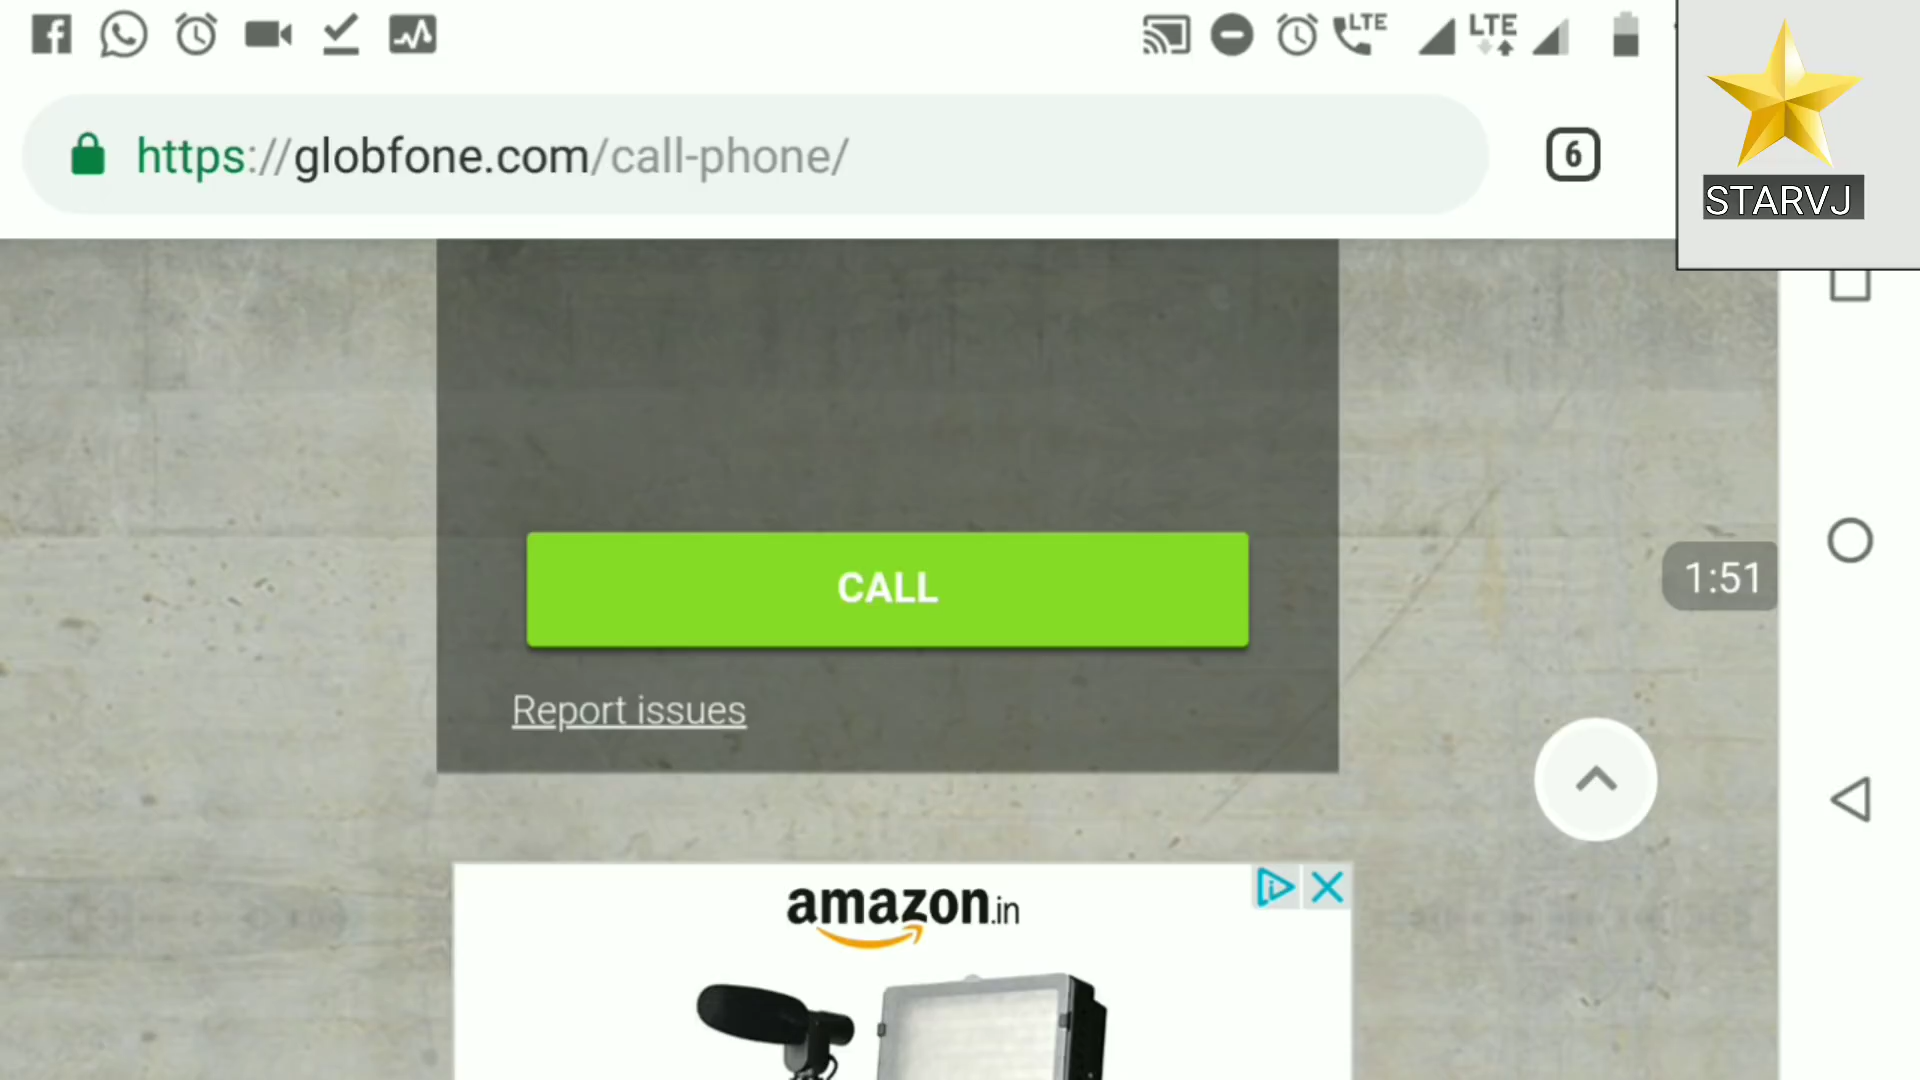 LTE
LTE
https://globfone.com/call-phone/
6
STARVJ
CALL
1:51
Report issues
amazon.in